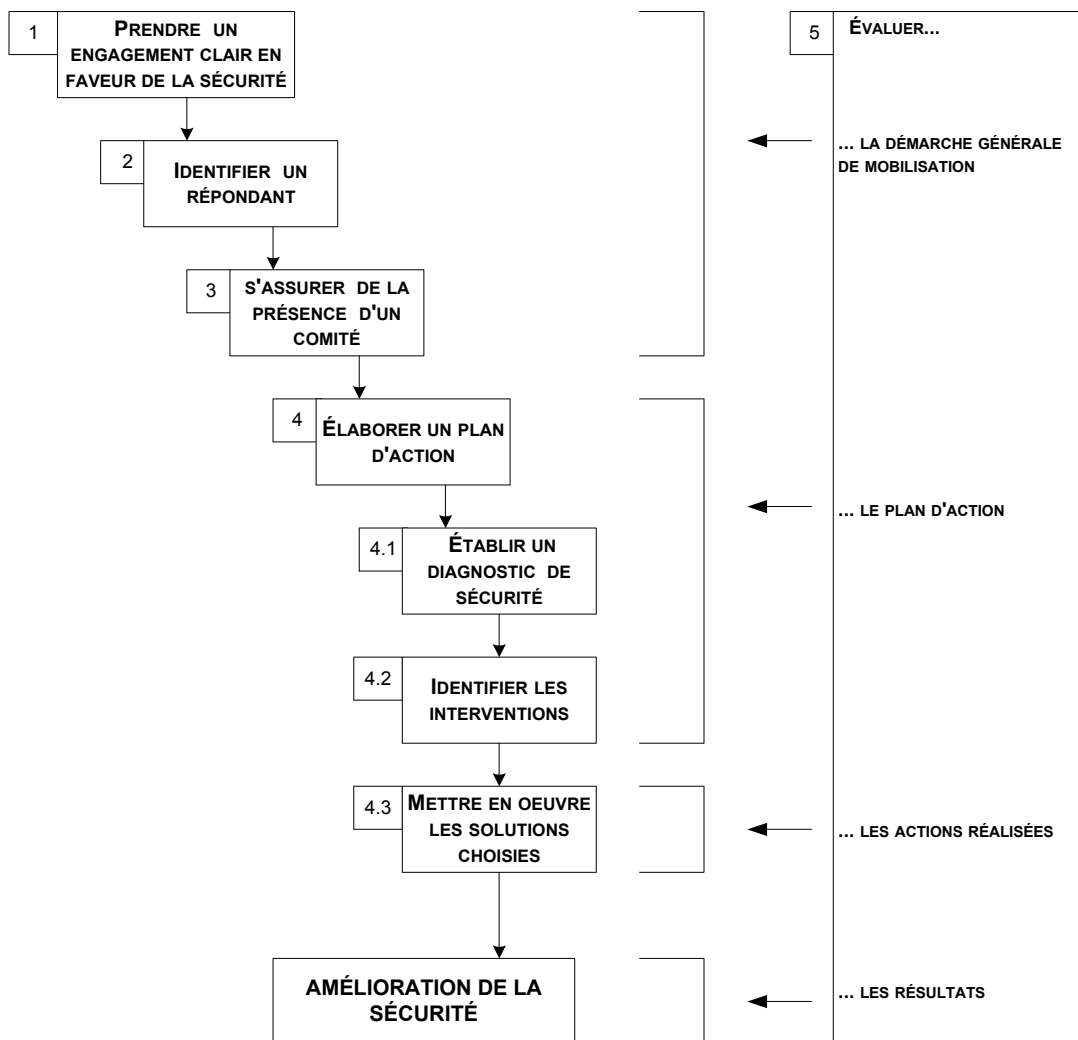 1
PRENDRE UN
ENGAGEMENT CLAIR EN
FAVEUR DE LA SÉCURITÉ
2
IDENTIFIER UN
RÉPONDANT
3
S'ASSURER DE LA
PRÉSENCE D'UN
COMITÉ
4
ÉLABORER UN PLAN
D'ACTION
4.1
ÉTABLIR UN
DIAGNOSTIC DE
SÉCURITÉ
4.2
IDENTIFIER LES
INTERVENTIONS
4.3
METTRE EN OEUVRE
LES SOLUTIONS
CHOISIES
AMÉLIORATION DE LA
SÉCURITÉ
5
ÉVALUER...
... LA DÉMARCHE GÉNÉRALE
DE MOBILISATION
... LE PLAN D'ACTION
... LES ACTIONS RÉALISÉES
... LES RÉSULTATS